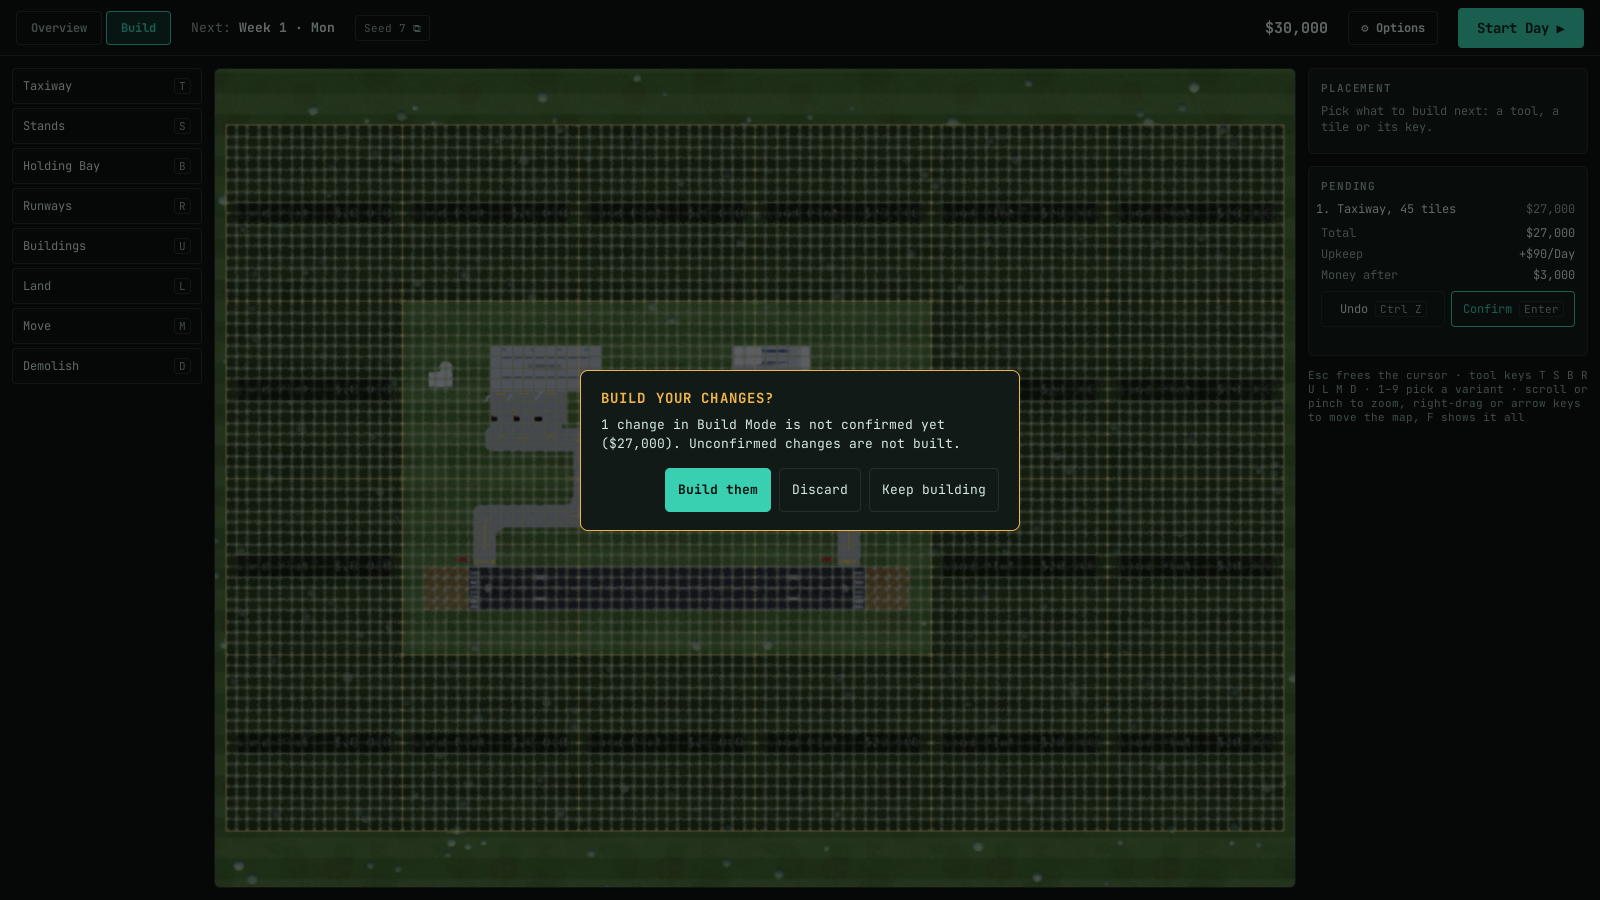 Overview
Build
Next: Week 1 · Mon
Seed 7 ⧉
$30,000
⚙ Options
Start Day ▶
Taxiway T
Stands S
Holding Bay B
Runways R
Buildings U
Land L
Move M
Demolish D
BUILD YOUR CHANGES?
1 change in Build Mode is not confirmed yet
($27,000). Unconfirmed changes are not built.
Build them
Discard
Keep building
PLACEMENT
Pick what to build next: a tool, a
tile or its key.
PENDING
1. Taxiway, 45 tiles $27,000
Total $27,000
Upkeep +$90/Day
Money after $3,000
Undo Ctrl Z
Confirm Enter
Esc frees the cursor · tool keys T S B R
U L M D · 1–9 pick a variant · scroll or
pinch to zoom, right-drag or arrow keys
to move the map, F shows it all